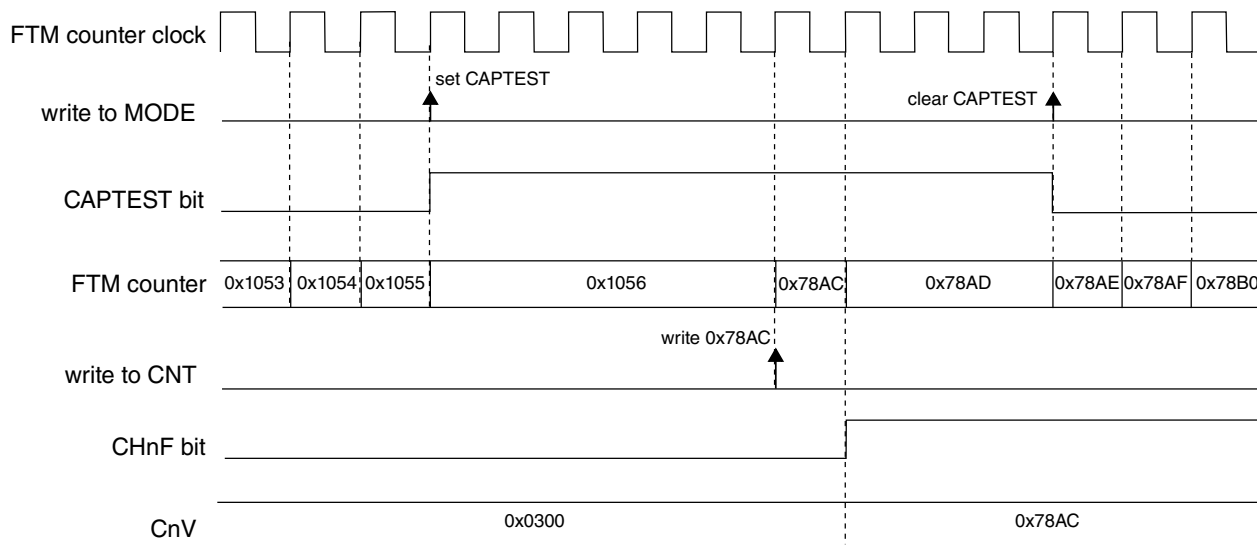 FTM counter clock
set CAPTEST
write to MODE
clear CAPTEST
CAPTEST bit
FTM counter
0x1053 0x1054 0x1055 0x1056 0x78AC 0x78AD 0x78AE 0x78AF 0x78B0
write 0x78AC
write to CNT
CHnF bit
CnV
0x0300 0x78AC